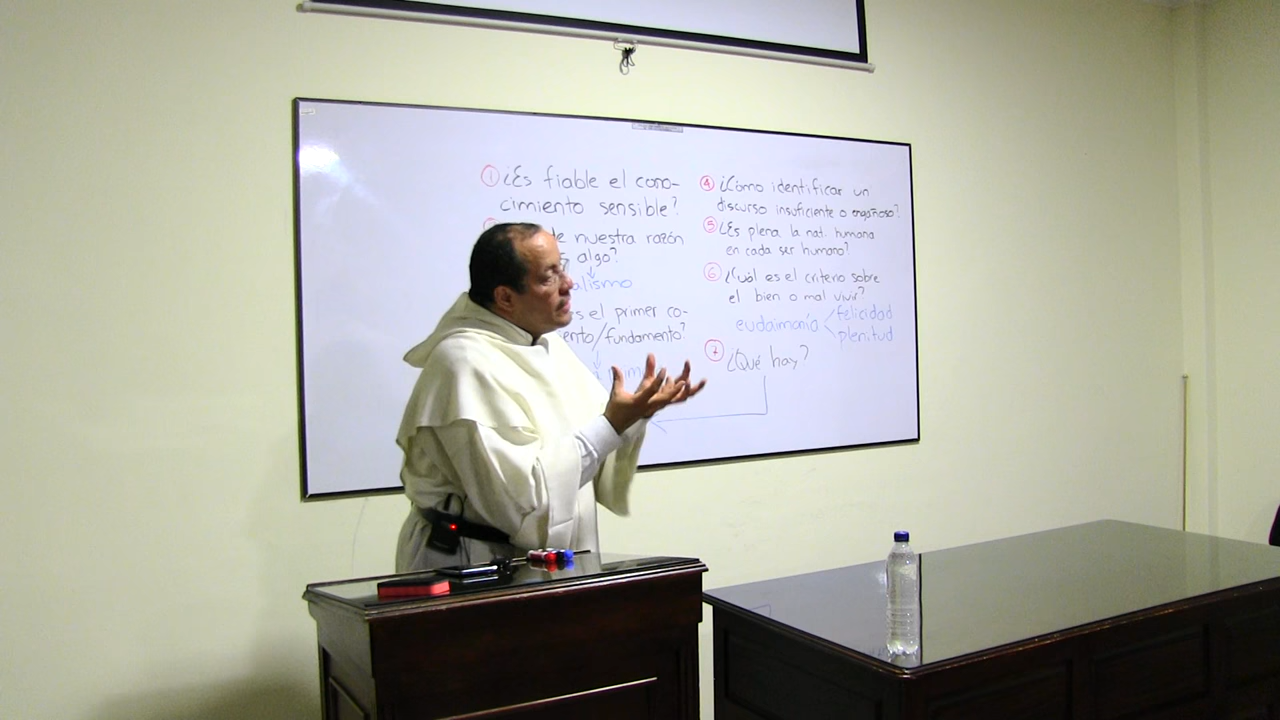 ① ¿Es fiable el cono-
cimiento sensible?
de nuestra razón
algo?
es el primer co-
/fundamento?
④ ¿Cómo identificar un
discurso insuficiente o engañoso?
⑤ ¿Es plena la nat. humana
en cada ser humano?
⑥ ¿Cuál es el criterio sobre
el bien o mal vivir?
eudaimonía < felicidad
plenitud
⑦ ¿Qué hay?